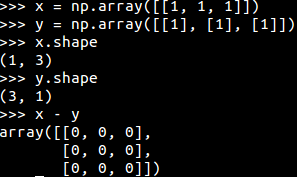 >>> x = np.array([[1, 1, 1]])
>>> y = np.array([[1], [1], [1]])
>>> x.shape
(1, 3)
>>> y.shape
(3, 1)
>>> x - y
array([[0, 0, 0],
       [0, 0, 0],
       [0, 0, 0]])